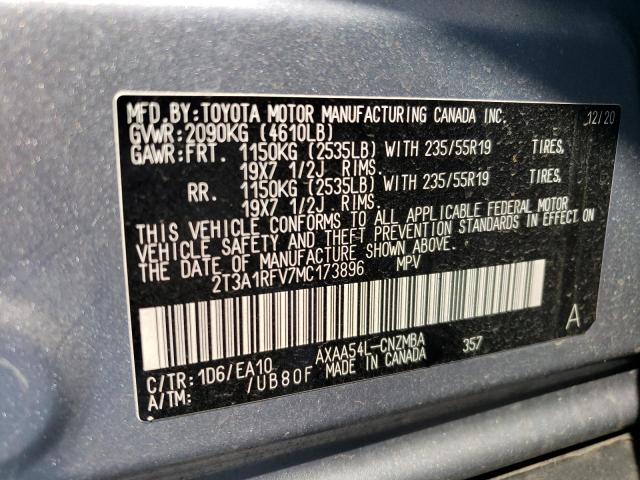 MFD.BY:TOYOTA MOTOR MANUFACTURING CANADA INC. 12/20
GVWR:2090KG (4610LB)
GAWR:FRT. 1150KG (2535LB) WITH 235/55R19 TIRES,
19X7 1/2J RIMS.
RR. 1150KG (2535LB) WITH 235/55R19 TIRES,
19X7 1/2J RIMS.
THIS VEHICLE CONFORMS TO ALL APPLICABLE FEDERAL MOTOR
VEHICLE SAFETY AND THEFT PREVENTION STANDARDS IN EFFECT ON
THE DATE OF MANUFACTURE SHOWN ABOVE.
2T3A1RFV7MC173896 MPV
A
C/TR: 1D6/EA10 AXAA54L-CNZMBA 357
A/TM: /UB80F MADE IN CANADA